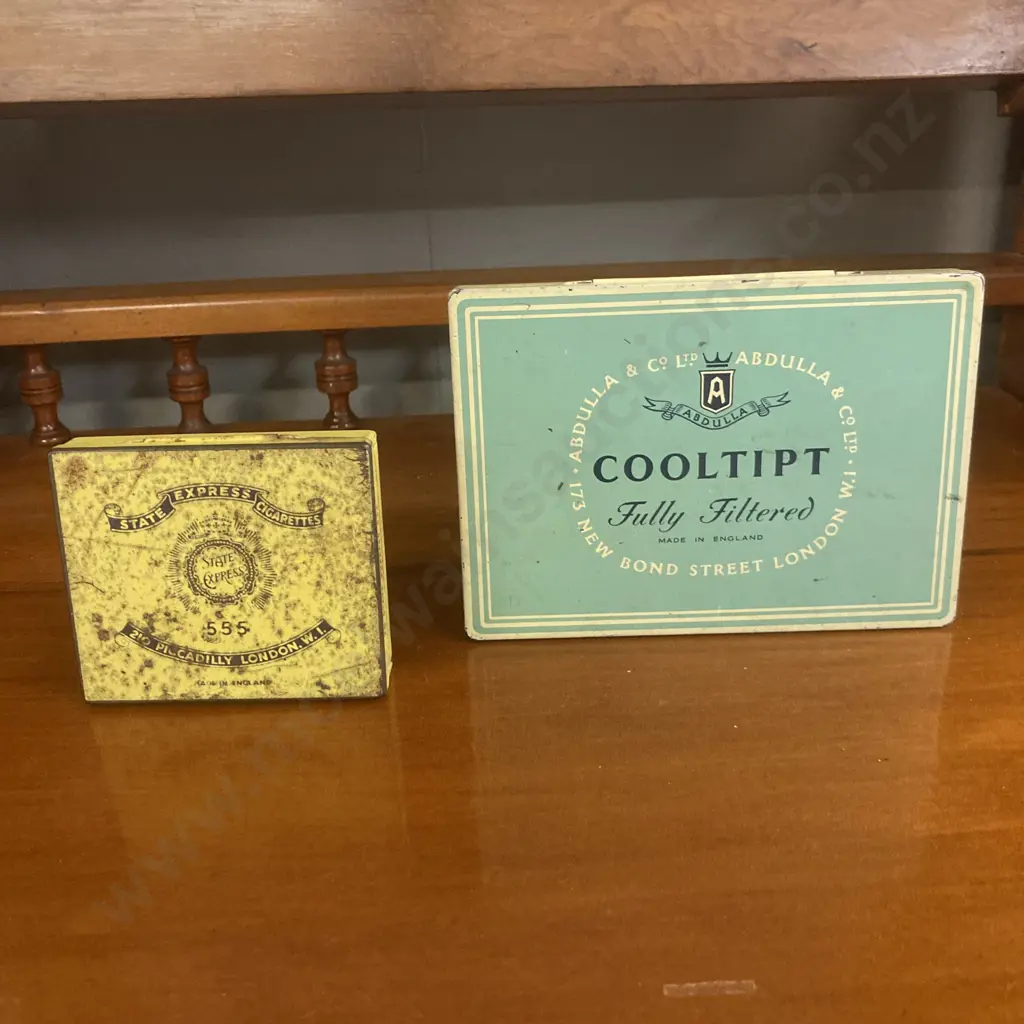 STATE EXPRESS CIGARETTES
STATE
EXPRESS
555
210 PICCADILLY LONDON. W. I.
MADE IN ENGLAND
ABDULLA & Co LTD ABDULLA & Co LTD · I'M NOW
173 NEW BOND STREET LONDON
A
ABDULLA
COOLTIPT
Fully Filtered
MADE IN ENGLAND